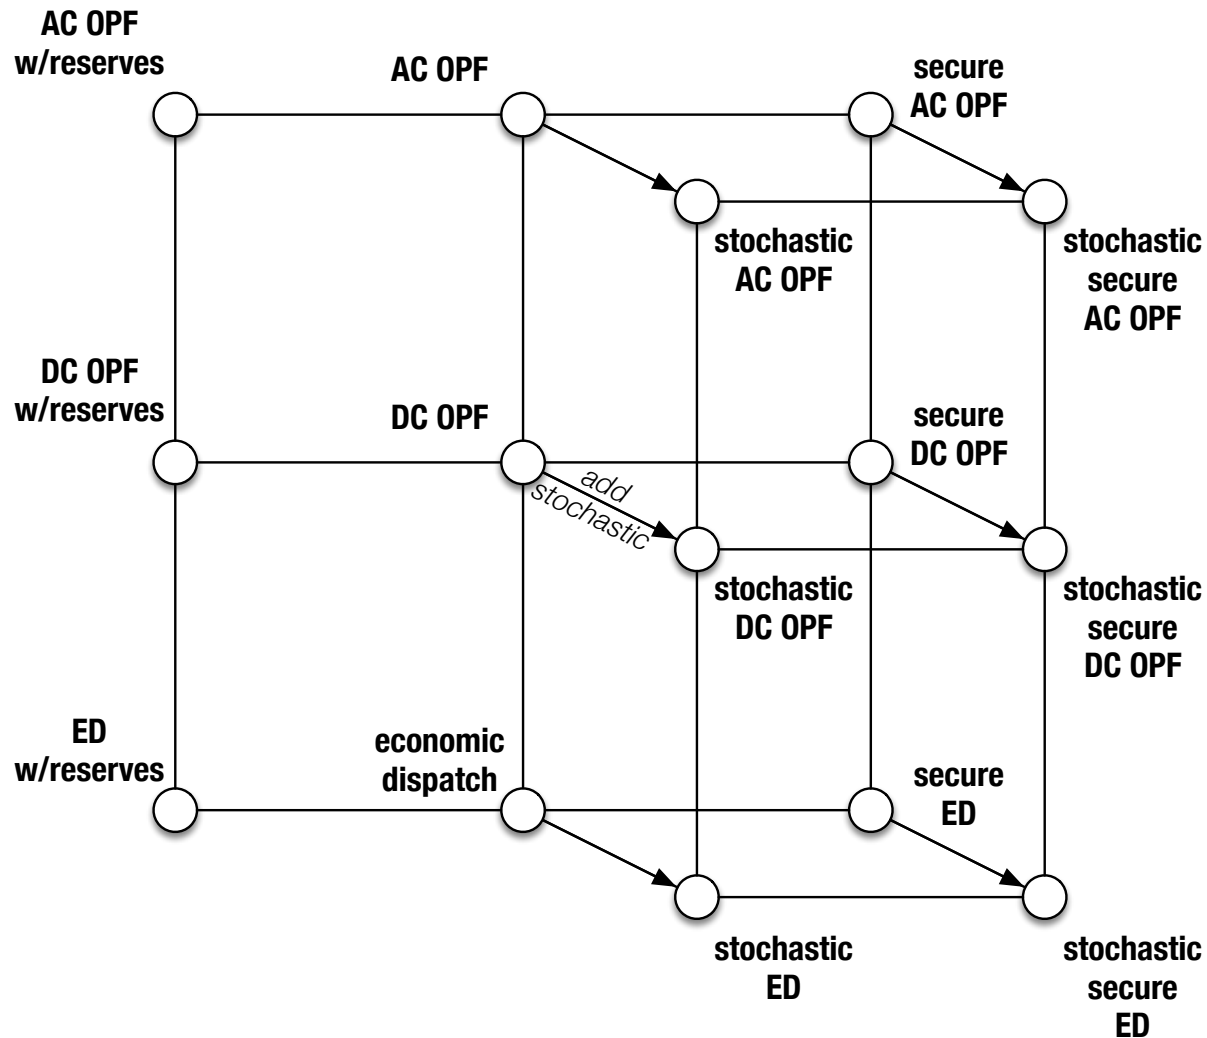 AC OPF
w/reserves
AC OPF
secure
AC OPF
stochastic
AC OPF
stochastic
secure
AC OPF
DC OPF
w/reserves
DC OPF
secure
DC OPF
add
stochastic
stochastic
DC OPF
stochastic
secure
DC OPF
ED
w/reserves
economic
dispatch
secure
ED
stochastic
ED
stochastic
secure
ED